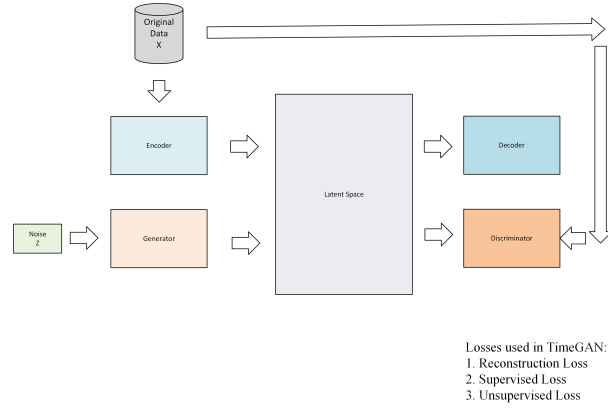 Original
Data
X
Encoder
Decoder
Latent Space
Noise
Z
Generator
Discriminator
Losses used in TimeGAN:
1. Reconstruction Loss
2. Supervised Loss
3. Unsupervised Loss